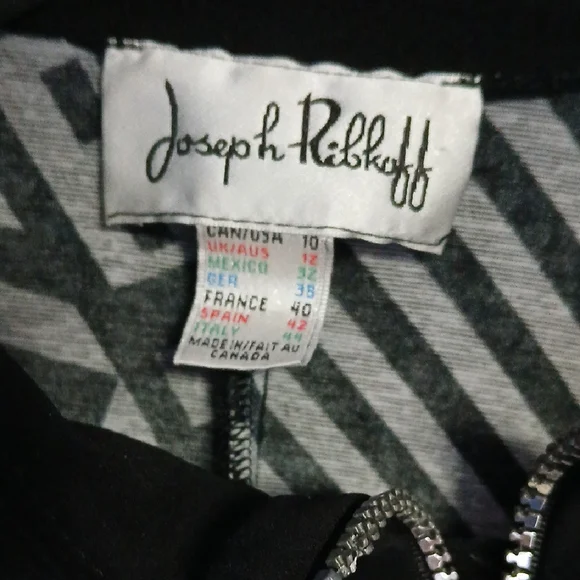 Joseph Ribkoff
CAN/USA 10
UK/AUS 12
MEXICO 32
GER 38
FRANCE 40
SPAIN 42
ITALY 44
MADE IN/FAIT AU
CANADA